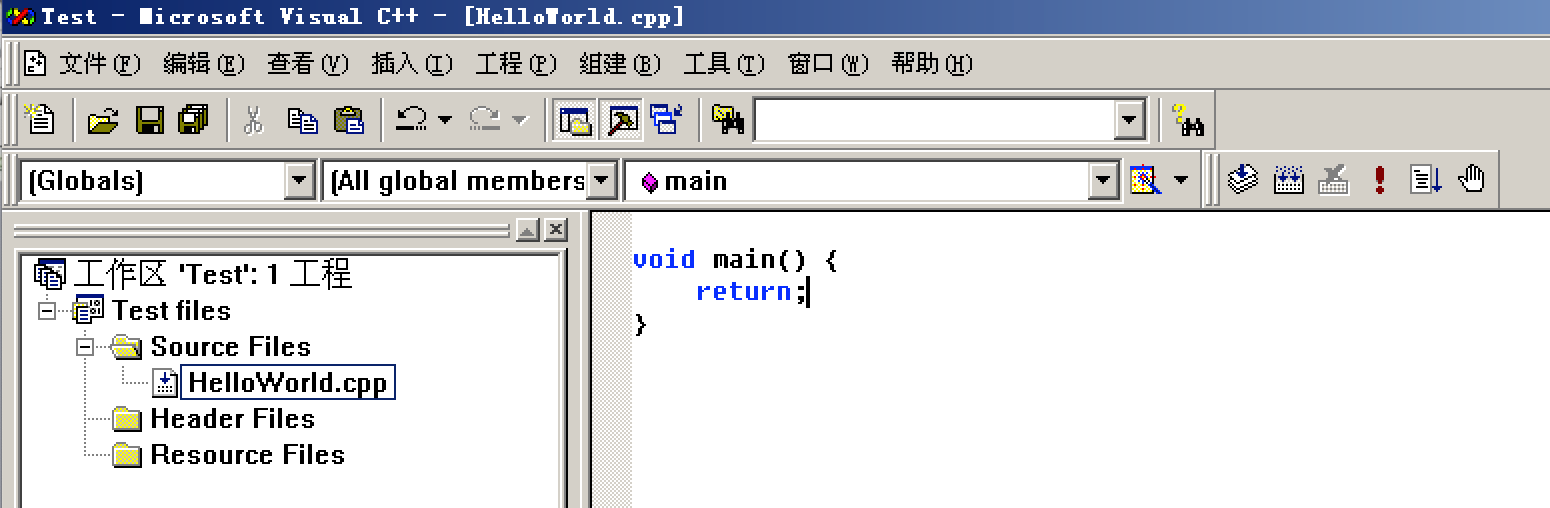 Test - Microsoft Visual C++ - [HelloWorld.cpp]
文件(F) 编辑(E) 查看(V) 插入(I) 工程(P) 组建(B) 工具(T) 窗口(W) 帮助(H)
(Globals) (All global members main
工作区 'Test': 1 工程
Test files
Source Files
HelloWorld.cpp
Header Files
Resource Files
void main() {
    return;
}